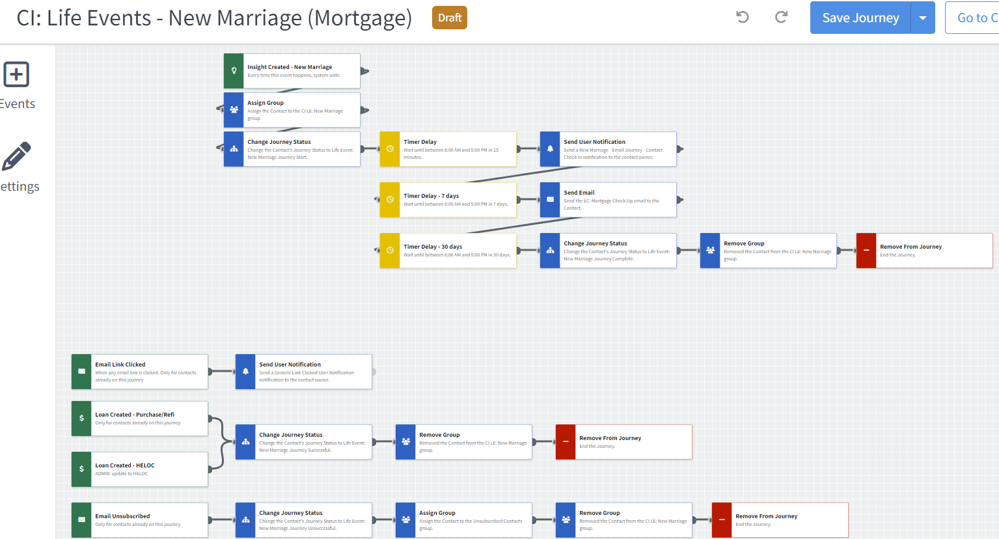 CI: Life Events - New Marriage (Mortgage)
Draft
Save Journey
Go to C
Events
ettings
Insight Created - New Marriage
Every time this event happens, system wide
Assign Group
Assign the Contact to the CI LE: New Marriage
group.
Change Journey Status
Change the Contact's Journey Status to Life Event:
New Marriage Journey Start.
Timer Delay
Wait until between 8:00 AM and 5:00 PM in 15
minutes.
Send User Notification
Send a New Marriage - Email Journey - Contact
Check In notification to the contact owner.
Timer Delay - 7 days
Wait until between 8:00 AM and 5:00 PM in 7 days.
Send Email
Send the EC: Mortgage Check-Up email to the
Contact.
Timer Delay - 30 days
Wait until between 8:00 AM and 5:00 PM in 30 days.
Change Journey Status
Change the Contact's Journey Status to Life Event:
New Marriage Journey Complete.
Remove Group
Removed the Contact from the CI LE: New Marriage
group.
Remove From Journey
End the Journey.
Email Link Clicked
When any email link is clicked. Only for contacts
already on this journey
Send User Notification
Send a Generic Link Clicked User Notification
notification to the contact owner.
Loan Created - Purchase/Refi
Only for contacts already on this journey
Loan Created - HELOC
ADMIN: update to HELOC
Change Journey Status
Change the Contact's Journey Status to Life Event:
New Marriage Journey Successful.
Remove Group
Removed the Contact from the CI LE: New Marriage
group.
Remove From Journey
End the Journey.
Email Unsubscribed
Only for contacts already on this journey
Change Journey Status
Change the Contact's Journey Status to Life Event:
New Marriage Journey Unsuccessful.
Assign Group
Assign the Contact to the Unsubscribed Contacts
group.
Remove Group
Removed the Contact from the CI LE: New Marriage
group.
Remove From Journey
End the Journey.